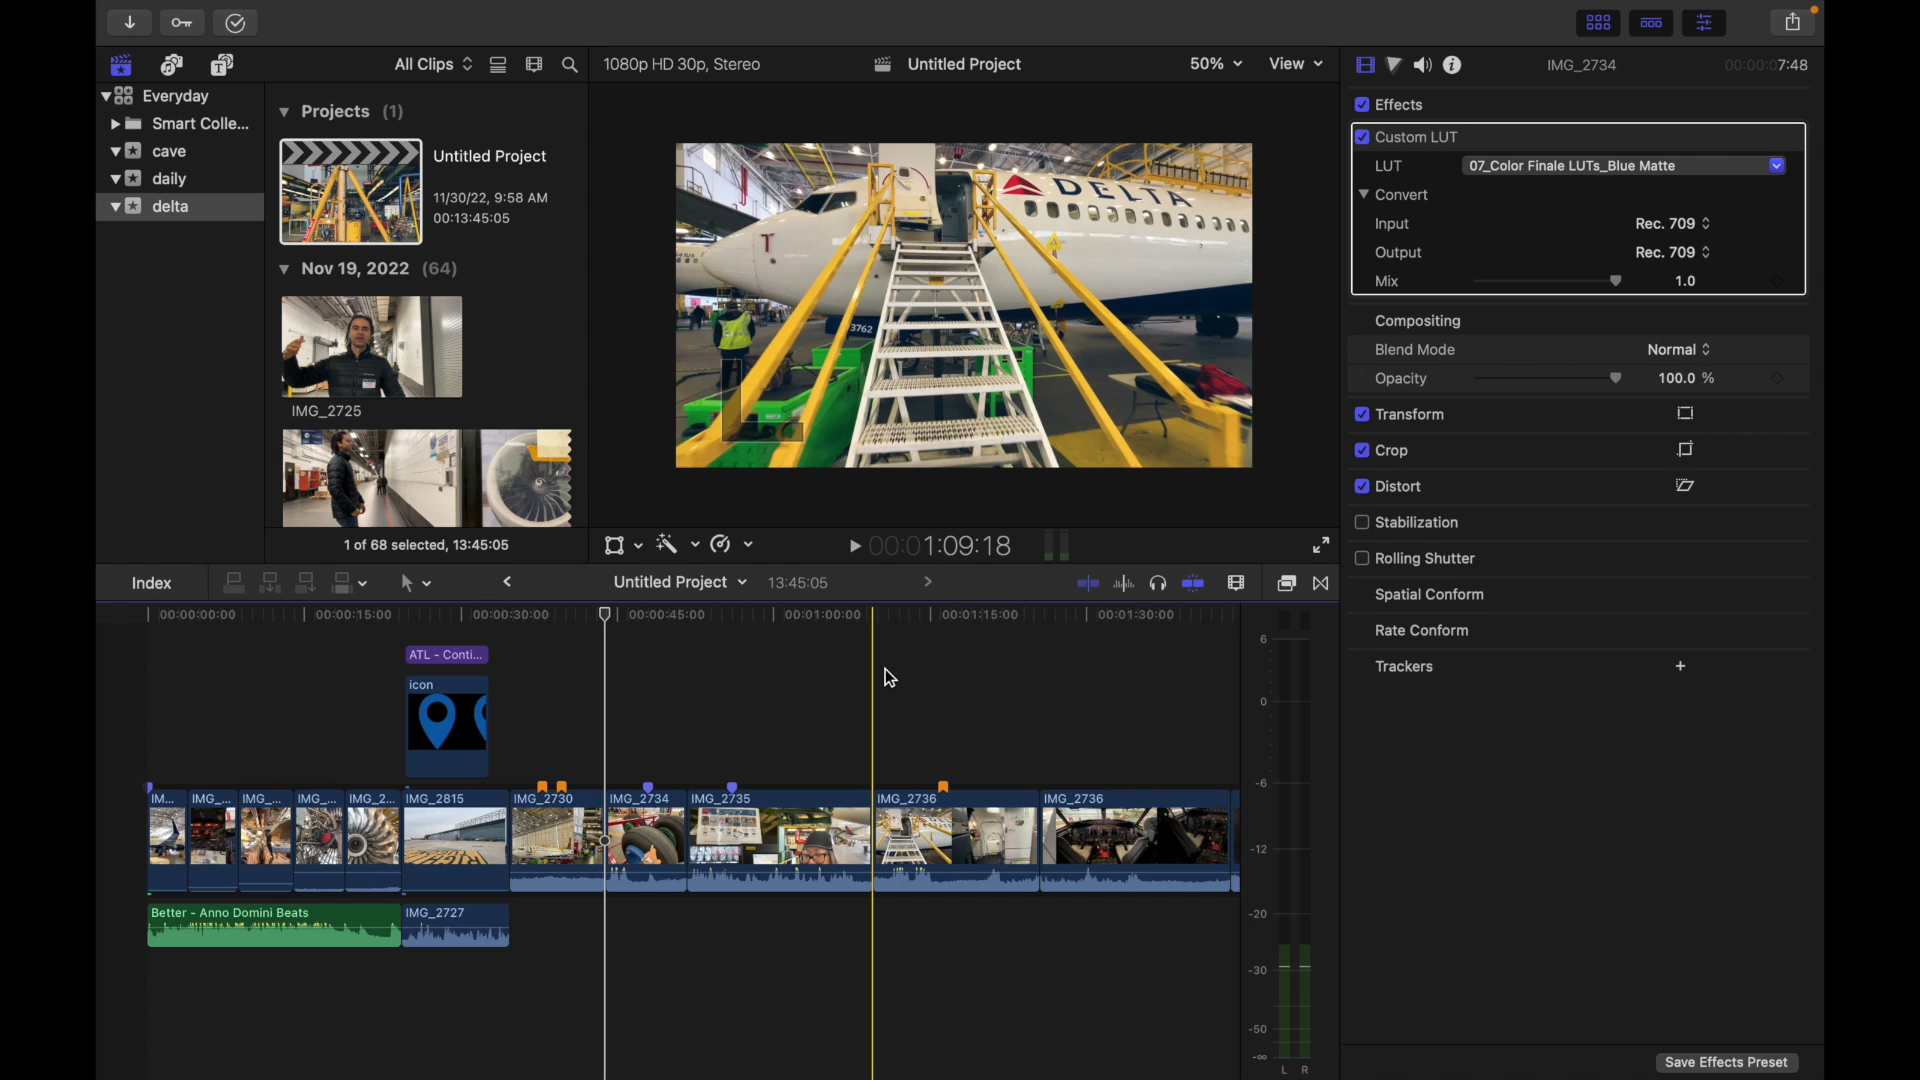 All Clips
1080p HD 30p, Stereo
Untitled Project
50%
View
IMG_2734
00:00:07:48
Everyday
Smart Colle...
cave
daily
delta
Projects (1)
Untitled Project
11/30/22, 9:58 AM
00:13:45:05
Nov 19, 2022 (64)
IMG_2725
1 of 68 selected, 13:45:05
DELTA
3762
00:01:09:18
Effects
Custom LUT
LUT 07_Color Finale LUTs_Blue Matte
Convert
Input Rec. 709
Output Rec. 709
Mix 1.0
Compositing
Blend Mode Normal
Opacity 100.0 %
Transform
Crop
Distort
Stabilization
Rolling Shutter
Spatial Conform
Rate Conform
Trackers
Save Effects Preset
Index
Untitled Project 13:45:05
00:00:00:00 00:00:15:00 00:00:30:00 00:00:45:00 00:01:00:00 00:01:15:00 00:01:30:00
ATL - Conti...
icon
IM... IMG_... IMG_... IMG_... IMG_2... IMG_2815 IMG_2730 IMG_2734 IMG_2735 IMG_2736 IMG_2736
Better - Anno Domini Beats IMG_2727
6
0
-6
-12
-20
-30
-50
-∞
L R